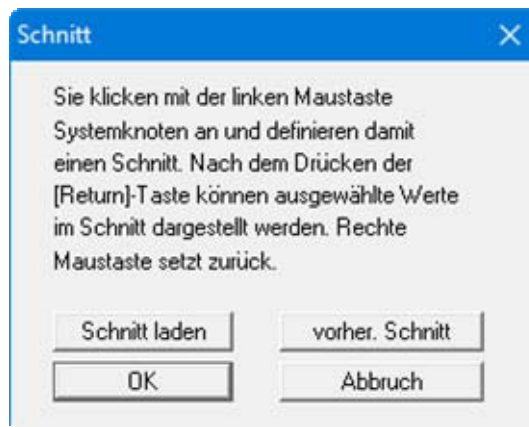 Schnitt
Sie klicken mit der linken Maustaste
Systemknoten an und definieren damit
einen Schnitt. Nach dem Drücken der
[Return]-Taste können ausgewählte Werte
im Schnitt dargestellt werden. Rechte
Maustaste setzt zurück.
Schnitt laden
vorher. Schnitt
OK
Abbruch